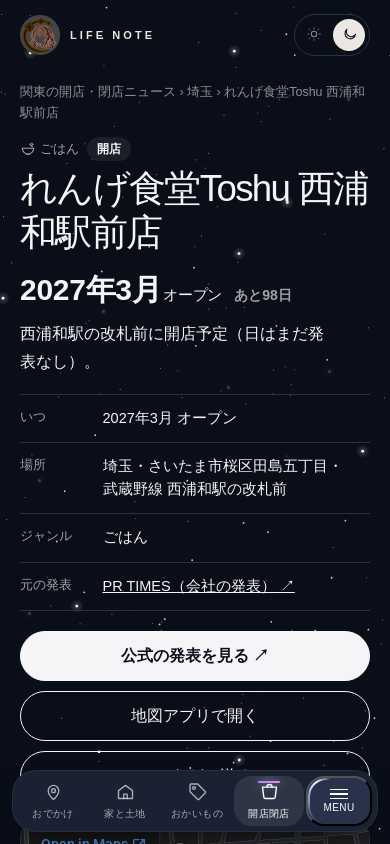 LIFE NOTE
関東の開店・閉店ニュース › 埼玉 › れんげ食堂Toshu 西浦和
駅前店
ごはん 開店
れんげ食堂Toshu 西浦
和駅前店
2027年3月 オープン あと98日
西浦和駅の改札前に開店予定（日はまだ発
表なし）。
いつ 2027年3月 オープン
場所 埼玉・さいたま市桜区田島五丁目・
武蔵野線 西浦和駅の改札前
ジャンル ごはん
元の発表 PR TIMES（会社の発表） ↗
公式の発表を見る ↗
地図アプリで開く
おでかけ 家と土地 おかいもの 開店閉店 MENU
Open in Maps